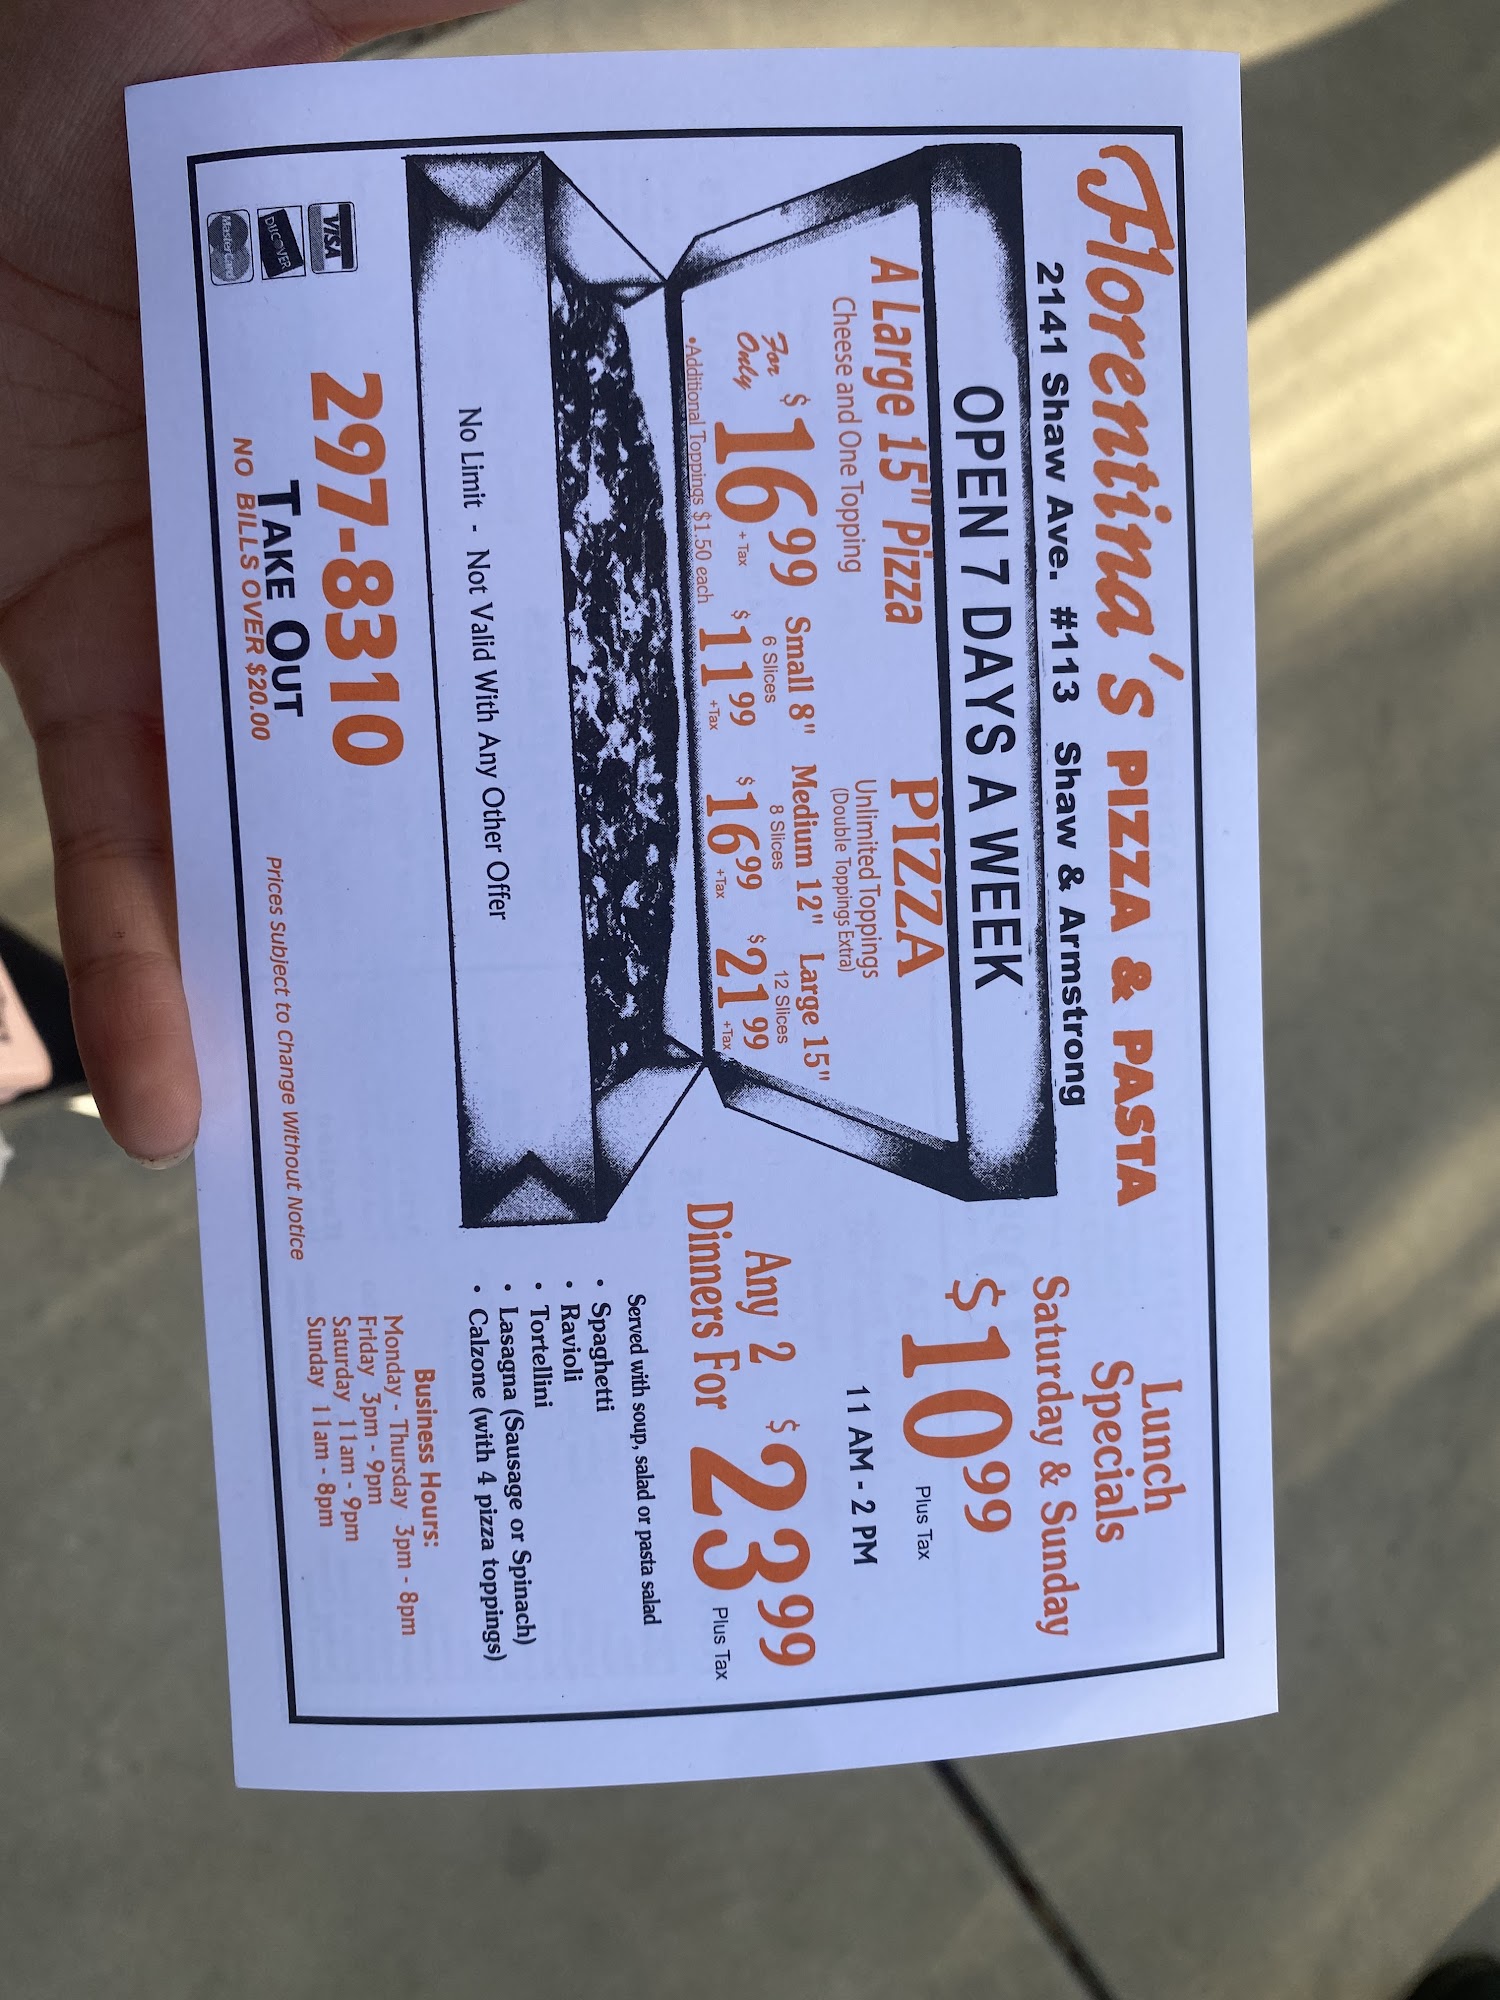 Florentina's PIZZA & PASTA
2141 Shaw Ave. #113 Shaw & Armstrong
OPEN 7 DAYS A WEEK
A Large 15" Pizza
Cheese and One Topping
For Only $16.99 + Tax
•Additional Toppings $1.50 each
PIZZA
Unlimited Toppings
(Double Toppings Extra)
Small 8" Medium 12" Large 15"
6 Slices 8 Slices 12 Slices
$11.99 +Tax $16.99 +Tax $21.99 +Tax
No Limit - Not Valid With Any Other Offer
Lunch
Specials
Saturday & Sunday
$10.99 Plus Tax
11 AM - 2 PM
Any 2
Dinners For $23.99 Plus Tax
Served with soup, salad or pasta salad
• Spaghetti
• Ravioli
• Tortellini
• Lasagna (Sausage or Spinach)
• Calzone (with 4 pizza toppings)
VISA
DISCOVER
MasterCard
297-8310
TAKE OUT
NO BILLS OVER $20.00
Prices Subject to Change Without Notice
Business Hours:
Monday - Thursday 3pm - 8pm
Friday 3pm - 9pm
Saturday 11am - 9pm
Sunday 11am - 8pm